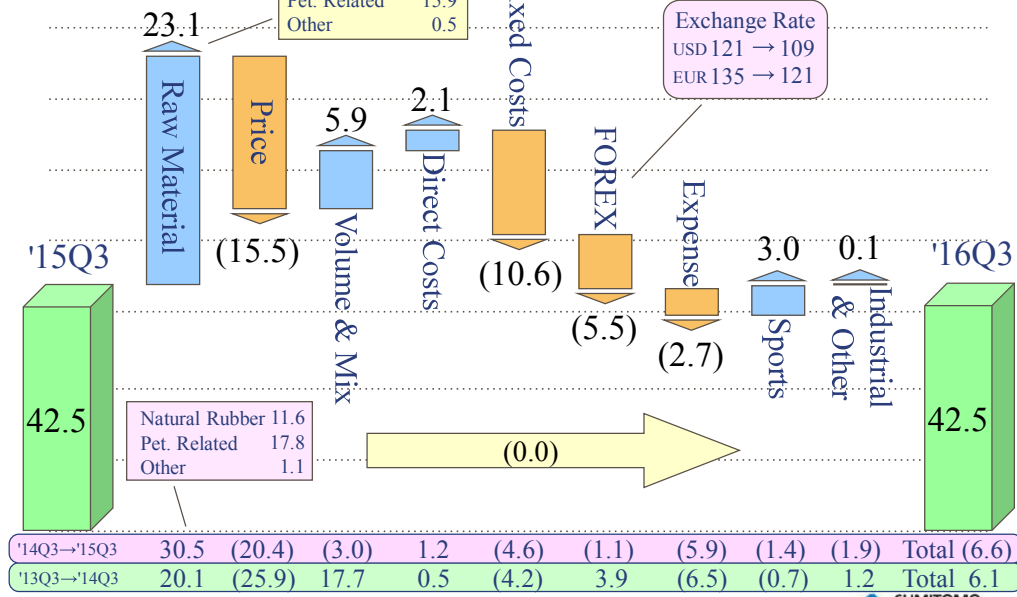 Pet. Related 15.9
Other 0.5
Exchange Rate
USD 121 → 109
EUR 135 → 121
23.1
Raw Material
Price
(15.5)
5.9
Volume & Mix
2.1
Direct Costs
xed Costs
(10.6)
FOREX
(5.5)
Expense
(2.7)
3.0
Sports
0.1
Industrial
& Other
'15Q3
42.5
'16Q3
42.5
Natural Rubber 11.6
Pet. Related 17.8
Other 1.1
(0.0)
'14Q3→'15Q3 30.5 (20.4) (3.0) 1.2 (4.6) (1.1) (5.9) (1.4) (1.9) Total (6.6)
'13Q3→'14Q3 20.1 (25.9) 17.7 0.5 (4.2) 3.9 (6.5) (0.7) 1.2 Total 6.1
SUMITOMO